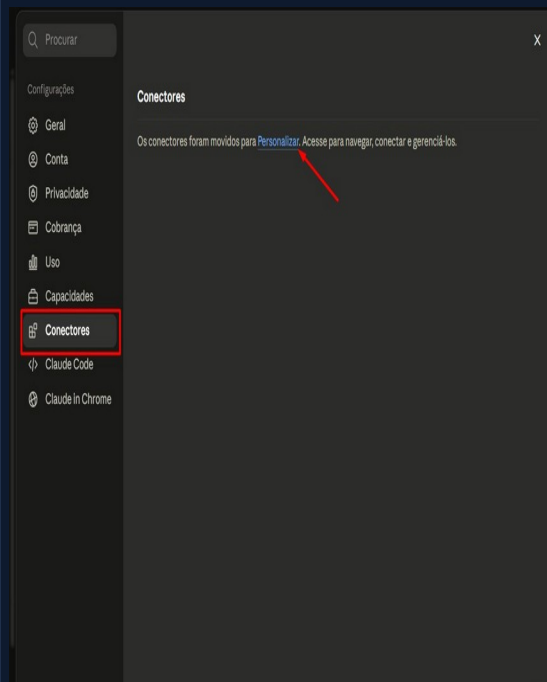 Procurar
X
Configurações
Geral
Conta
Privacidade
Cobrança
Uso
Capacidades
Conectores
Claude Code
Claude in Chrome
Conectores
Os conectores foram movidos para Personalizar. Acesse para navegar, conectar e gerenciá-los.